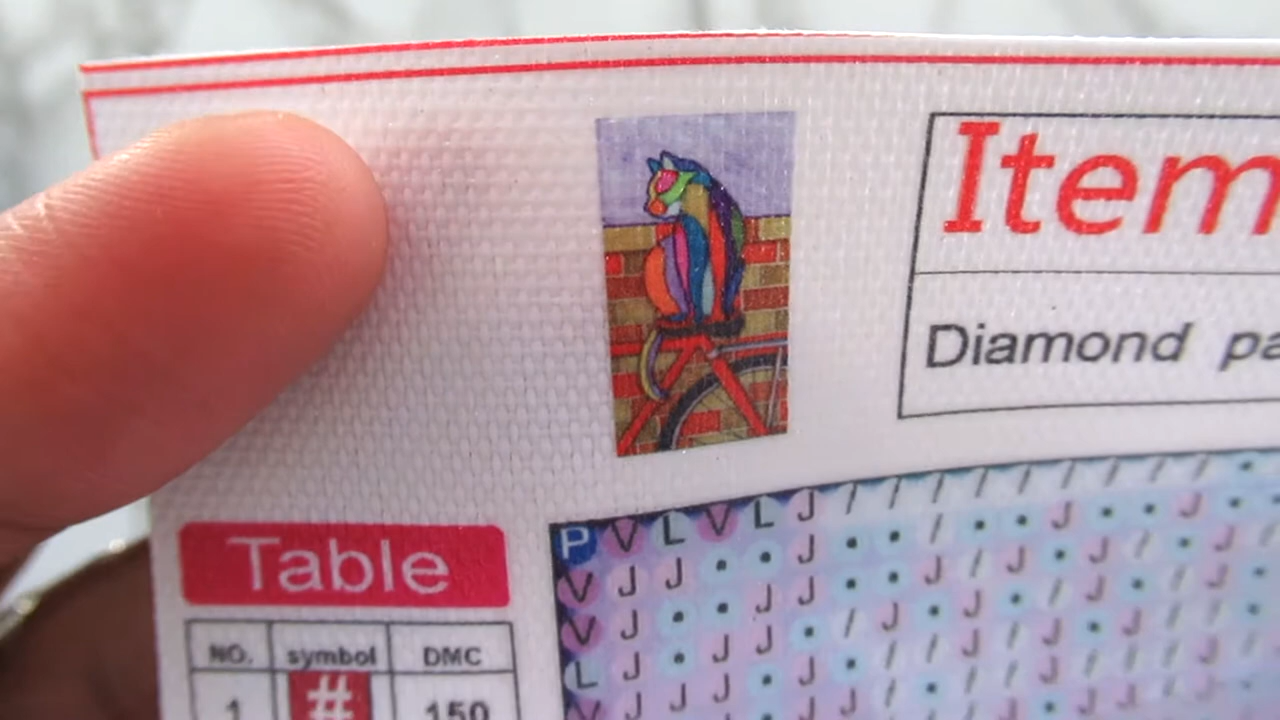 Item
Diamond pa
Table
NO. symbol DMC
1 # 150
P V L V L J / / / / / / / / / •
V J J • • J • • / • • J • • J •
V J • • J J • • J / J • J / • J
L J • J J • / J • J / • J
V J J J • •